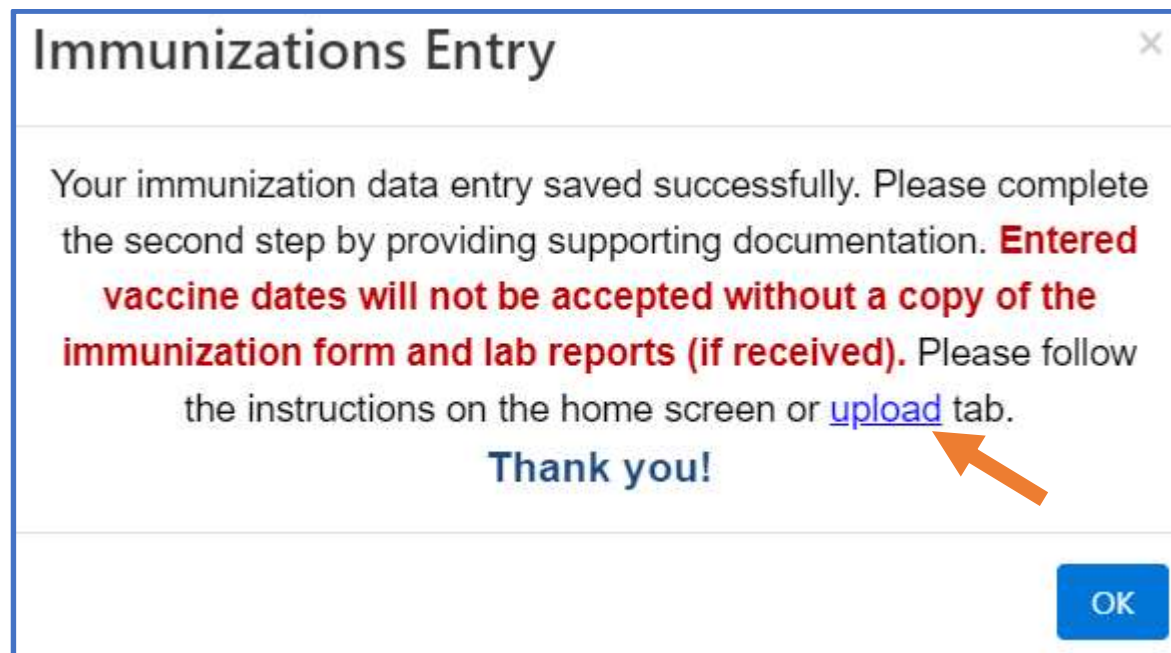 Immunizations Entry
×
Your immunization data entry saved successfully. Please complete
the second step by providing supporting documentation. Entered
vaccine dates will not be accepted without a copy of the
immunization form and lab reports (if received). Please follow
the instructions on the home screen or upload tab.
Thank you!
OK